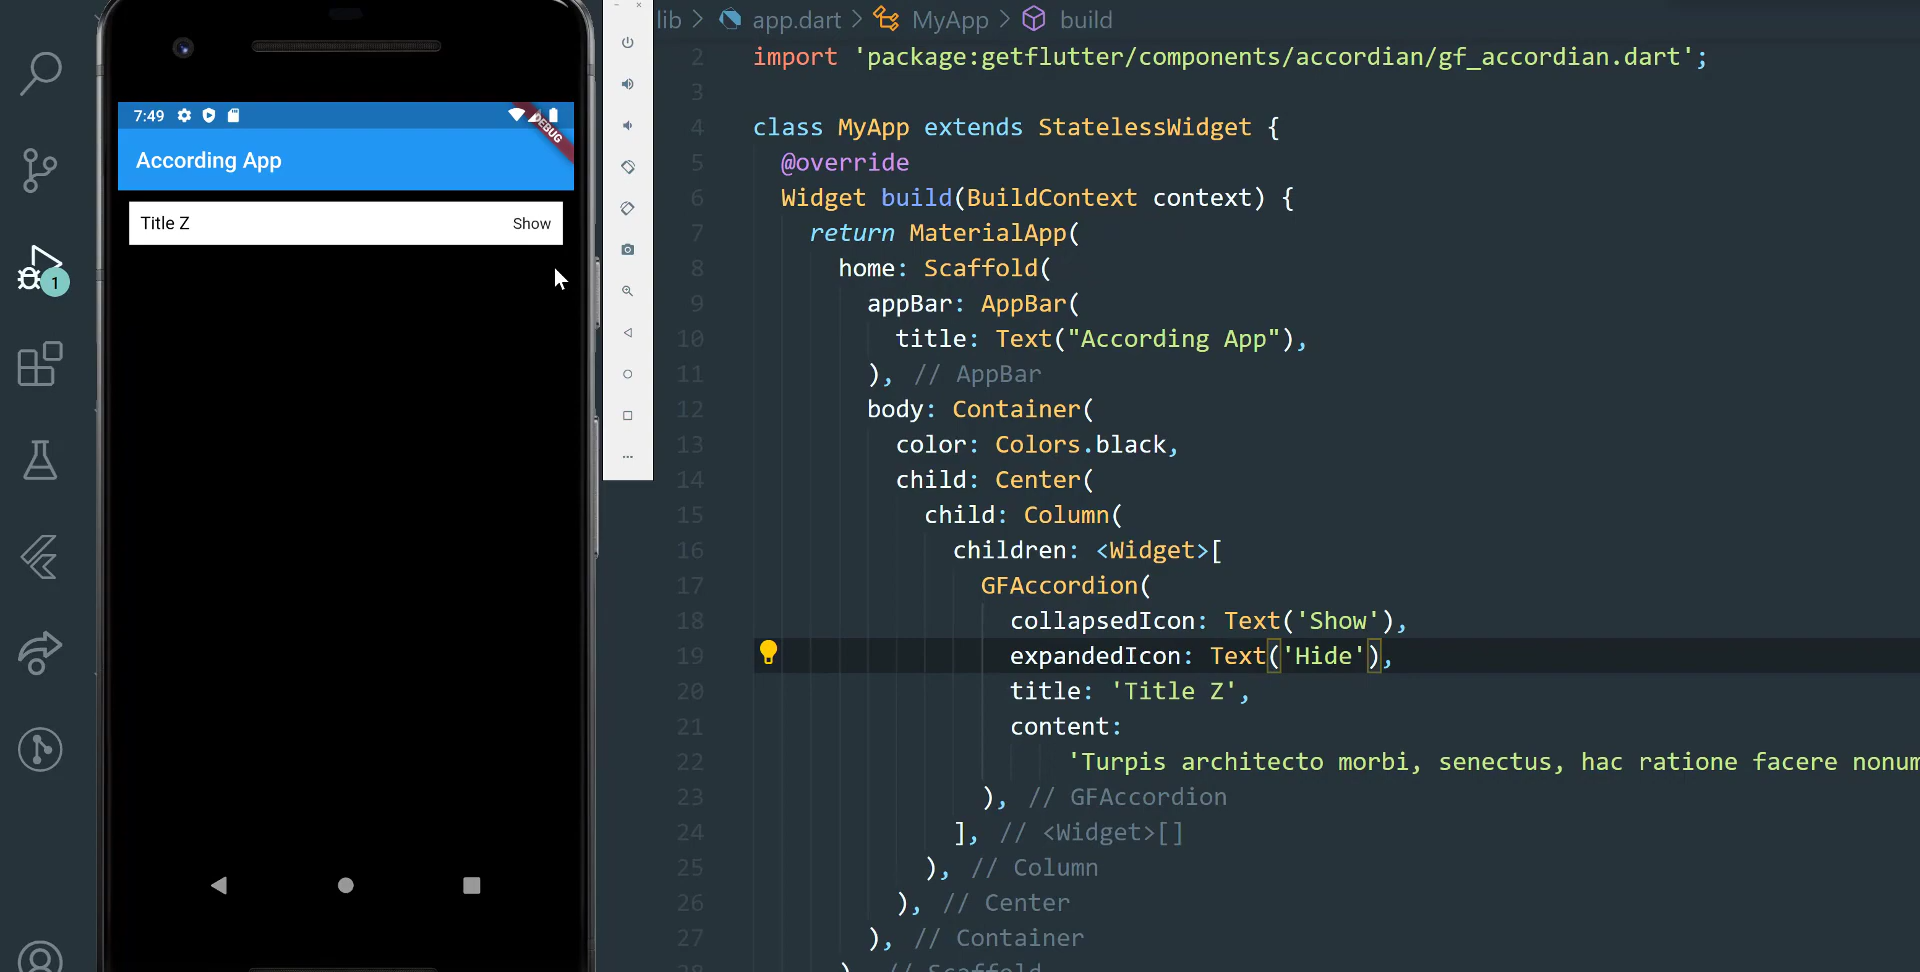 7:49
DEBUG
According App
Title Z
Show
1
lib > app.dart > MyApp > build
2 import 'package:getflutter/components/accordian/gf_accordian.dart';
3
4 class MyApp extends StatelessWidget {
5 @override
6 Widget build(BuildContext context) {
7 return MaterialApp(
8 home: Scaffold(
9 appBar: AppBar(
10 title: Text("According App"),
11 ), // AppBar
12 body: Container(
13 color: Colors.black,
14 child: Center(
15 child: Column(
16 children: <Widget>[
17 GFAccordion(
18 collapsedIcon: Text('Show'),
19 expandedIcon: Text('Hide'),
20 title: 'Title Z',
21 content:
22 'Turpis architecto morbi, senectus, hac ratione facere nonum
23 ), // GFAccordion
24 ], // <Widget>[]
25 ), // Column
26 ), // Center
27 ), // Container
28 ), // Scaffold